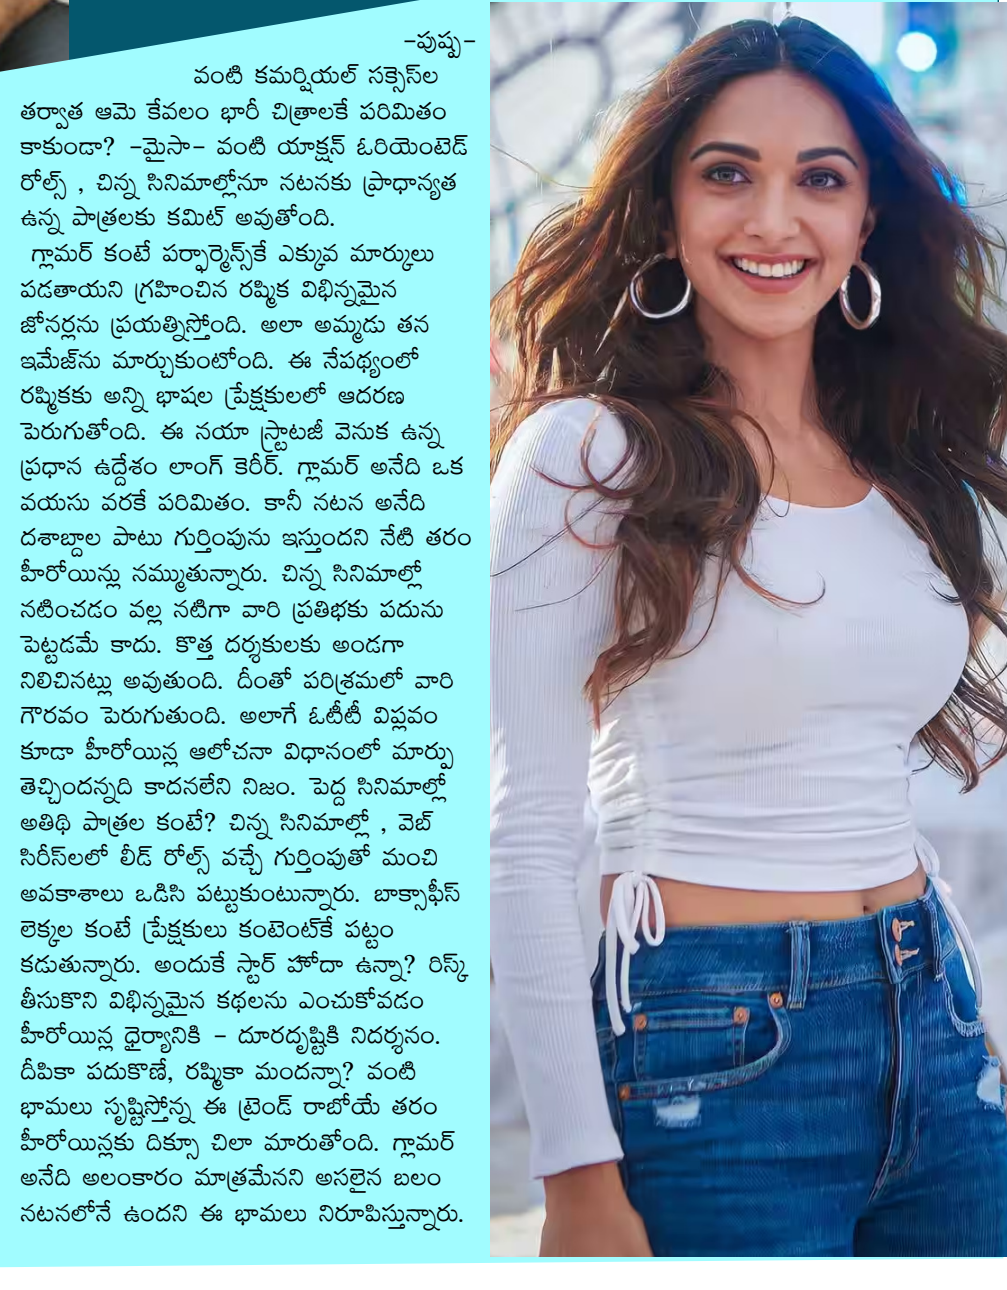 -పుష్ప-
వంటి కమర్షియల్ సక్సెస్‌ల
తర్వాత ఆమె కేవలం భారీ చిత్రాలకే పరిమితం
కాకుండా? -మైసా- వంటి యాక్షన్ ఓరియెంటెడ్
రోల్స్ , చిన్న సినిమాల్లోనూ నటనకు ప్రాధాన్యత
ఉన్న పాత్రలకు కమిట్ అవుతోంది.
గ్లామర్ కంటే పర్ఫార్మెన్స్‌కే ఎక్కువ మార్కులు
పడతాయని గ్రహించిన రష్మిక విభిన్నమైన
జోనర్లను ప్రయత్నిస్తోంది. అలా అమ్మడు తన
ఇమేజ్‌ను మార్చుకుంటోంది. ఈ నేపథ్యంలో
రష్మికకు అన్ని భాషల ప్రేక్షకులలో ఆదరణ
పెరుగుతోంది. ఈ నయా స్ట్రాటజీ వెనుక ఉన్న
ప్రధాన ఉద్దేశం లాంగ్ కెరీర్. గ్లామర్ అనేది ఒక
వయసు వరకే పరిమితం. కానీ నటన అనేది
దశాబ్దాల పాటు గుర్తింపును ఇస్తుందని నేటి తరం
హీరోయిన్లు నమ్ముతున్నారు. చిన్న సినిమాల్లో
నటించడం వల్ల నటిగా వారి ప్రతిభకు పదును
పెట్టడమే కాదు. కొత్త దర్శకులకు అండగా
నిలిచినట్లు అవుతుంది. దీంతో పరిశ్రమలో వారి
గౌరవం పెరుగుతుంది. అలాగే ఓటీటీ విప్లవం
కూడా హీరోయిన్ల ఆలోచనా విధానంలో మార్పు
తెచ్చిందన్నది కాదనలేని నిజం. పెద్ద సినిమాల్లో
అతిథి పాత్రల కంటే? చిన్న సినిమాల్లో , వెబ్
సిరీస్‌లలో లీడ్ రోల్స్ వచ్చే గుర్తింపుతో మంచి
అవకాశాలు ఒడిసి పట్టుకుంటున్నారు. బాక్సాఫీస్
లెక్కల కంటే ప్రేక్షకులు కంటెంట్‌కే పట్టం
కడుతున్నారు. అందుకే స్టార్ హోదా ఉన్నా? రిస్క్
తీసుకొని విభిన్నమైన కథలను ఎంచుకోవడం
హీరోయిన్ల ధైర్యానికి - దూరదృష్టికి నిదర్శనం.
దీపికా పదుకొణే, రష్మికా మందన్నా? వంటి
భామలు సృష్టిస్తోన్న ఈ ట్రెండ్ రాబోయే తరం
హీరోయిన్లకు దిక్సూ చిలా మారుతోంది. గ్లామర్
అనేది అలంకారం మాత్రమేనని అసలైన బలం
నటనలోనే ఉందని ఈ భామలు నిరూపిస్తున్నారు.